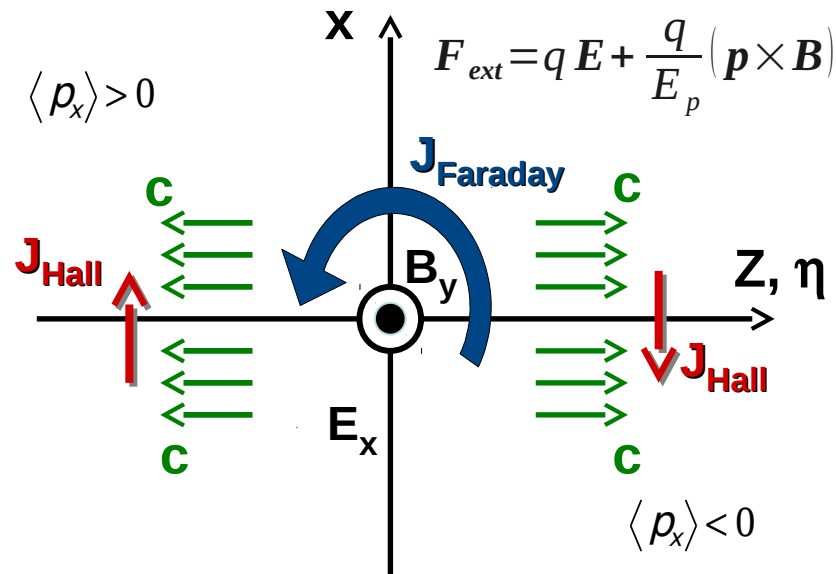 x
F_ext = q E + q/E_p ( p × B )
⟨p_x⟩ > 0
J_Faraday
c
c
J_Hall
B_y
Z, η
J_Hall
E_x
c
c
⟨p_x⟩ < 0